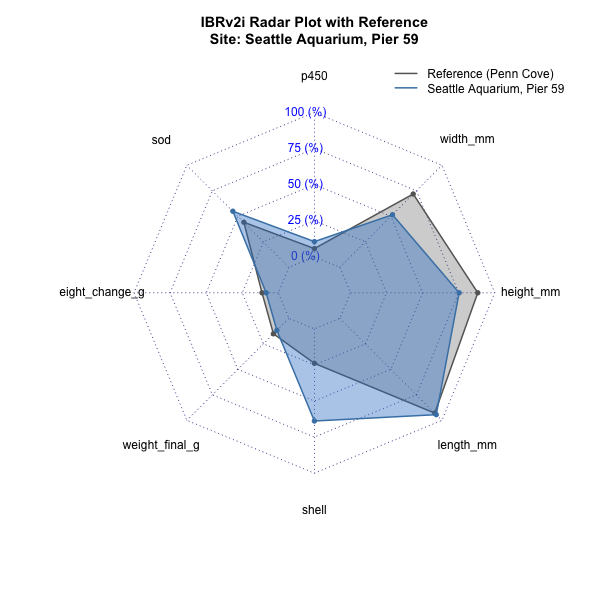 IBRv2i Radar Plot with Reference
Site: Seattle Aquarium, Pier 59
p450
Reference (Penn Cove)
Seattle Aquarium, Pier 59
100 (%)
sod
width_mm
75 (%)
50 (%)
25 (%)
0 (%)
eight_change_g
height_mm
weight_final_g
length_mm
shell